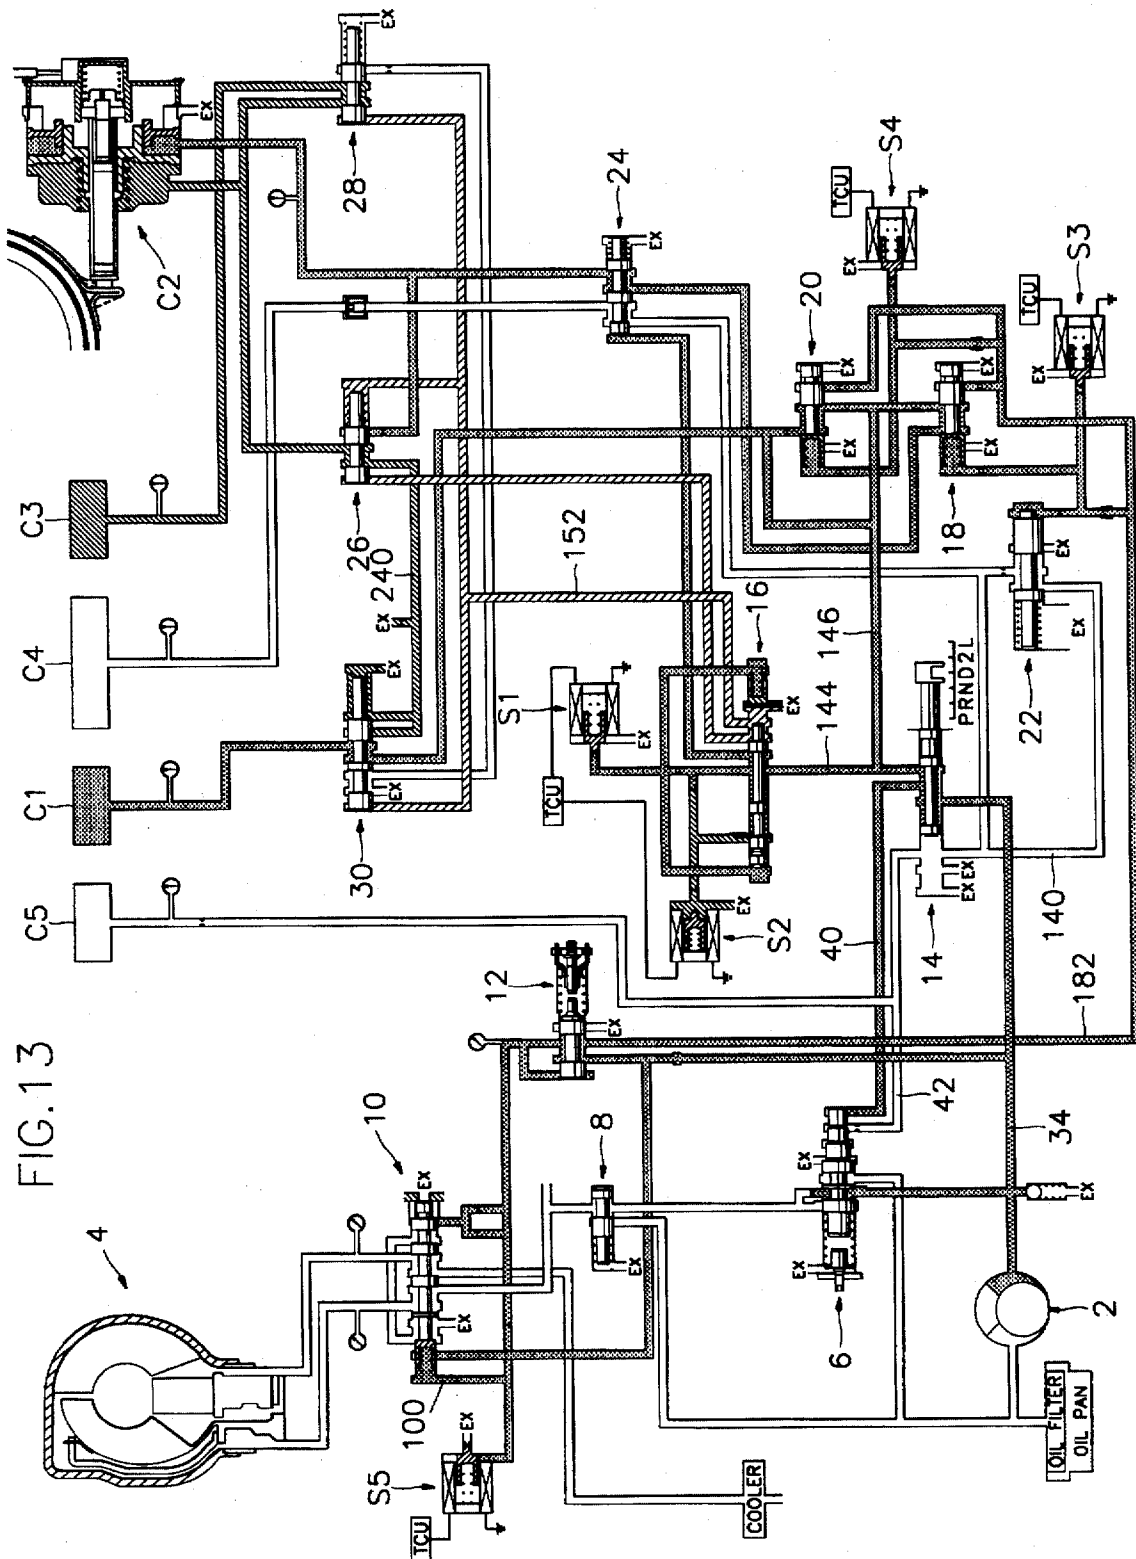 FIG.13
4
10
12
8
6
2
S5
TCU
EX
100
EX
EX
EX
EX
EX
EX
EX
COOLER
OIL FILTER
OIL PAN
C5
C1
C4
C3
C2
EX
EX
28
EX
EX
30
EX
26
240
152
24
EX
S1
TCU
EX
S2
EX
16
EX
144
146
20
EX
EX
18
EX
EX
S4
TCU
EX
S3
TCU
EX
22
EX
EX
PRND2L
14
EX
EX
140
40
42
34
182